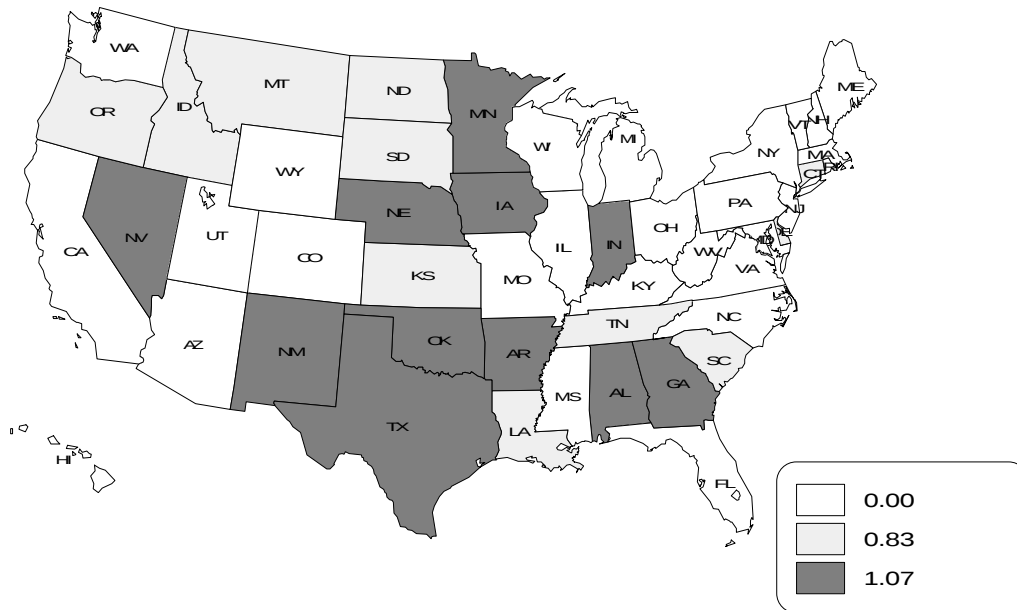 WA
ME
MT
ND
VT
NH
MN
OR
ID
WI
MI
NY
MA
RI
CT
SD
WY
PA
IA
NE
NJ
OH
NV
UT
IL
IN
WV
CA
CO
VA
KS
MO
KY
NC
TN
AZ
OK
NM
AR
SC
MS
AL
GA
TX
LA
HI
FL
0.00
0.83
1.07